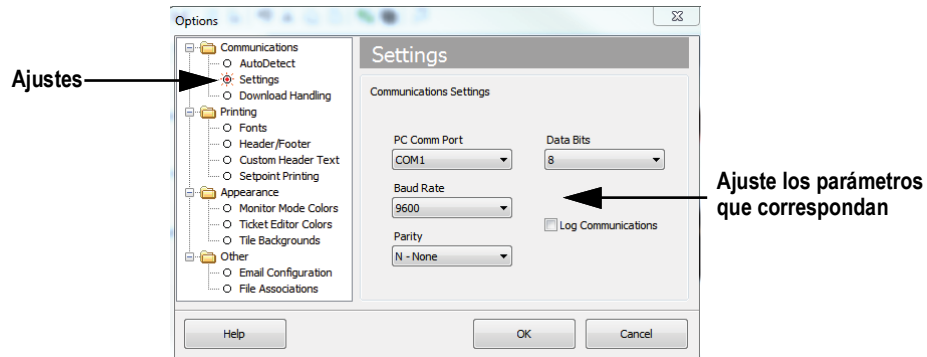 Options
Communications
AutoDetect
Settings
Download Handling
Printing
Fonts
Header/Footer
Custom Header Text
Setpoint Printing
Appearance
Monitor Mode Colors
Ticket Editor Colors
Tile Backgrounds
Other
Email Configuration
File Associations
Ajustes
Settings
Communications Settings
PC Comm Port
COM1
Data Bits
8
Baud Rate
9600
Log Communications
Parity
N - None
Ajuste los parámetros
que correspondan
Help
OK
Cancel